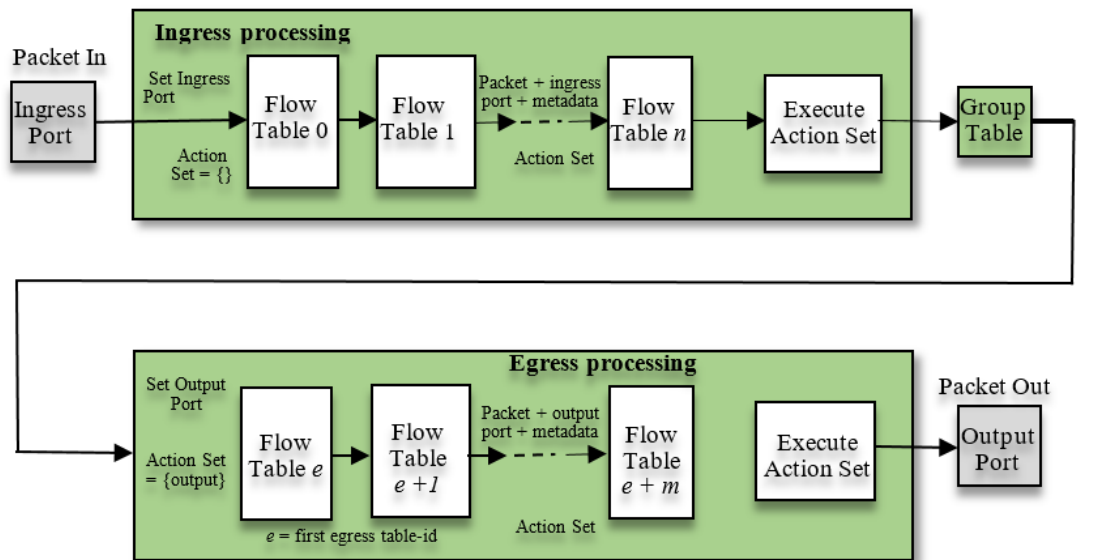 Ingress processing
Packet In
Ingress
Port
Set Ingress
Port
Action
Set = {}
Flow
Table 0
Flow
Table 1
Packet + ingress
port + metadata
Action Set
Flow
Table n
Execute
Action Set
Group
Table
Egress processing
Set Output
Port
Action Set
= {output}
Flow
Table e
Flow
Table
e +1
Packet + output
port + metadata
Action Set
Flow
Table
e + m
e = first egress table-id
Execute
Action Set
Packet Out
Output
Port